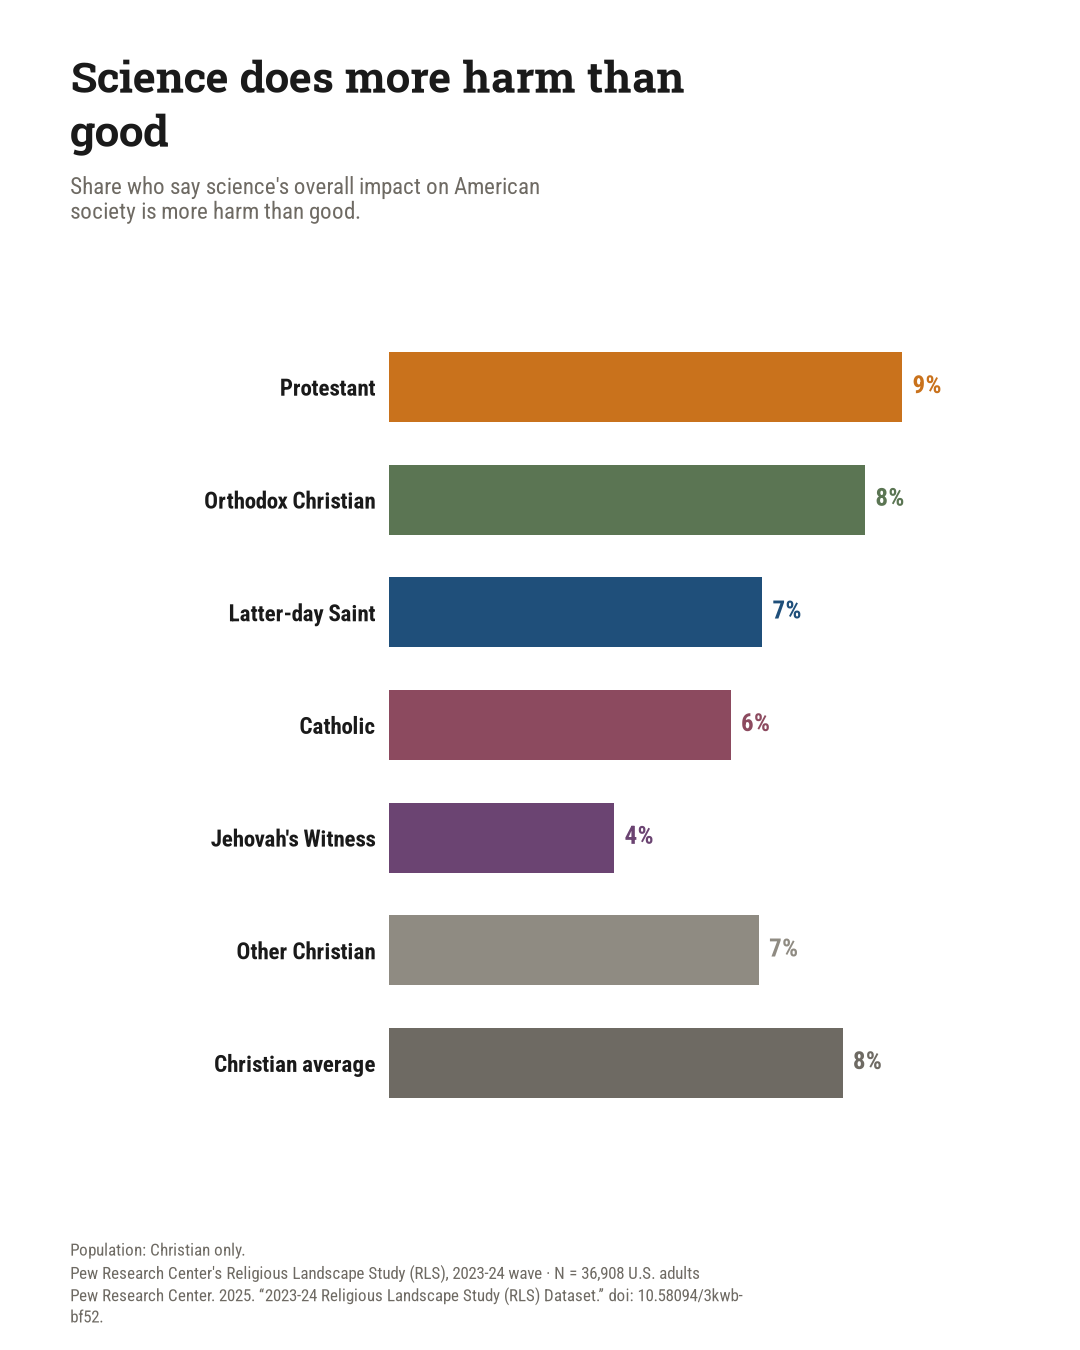 Science does more harm than
good
Share who say science's overall impact on American
society is more harm than good.
Protestant 9%
Orthodox Christian 8%
Latter-day Saint 7%
Catholic 6%
Jehovah's Witness 4%
Other Christian 7%
Christian average 8%
Population: Christian only.
Pew Research Center's Religious Landscape Study (RLS), 2023-24 wave · N = 36,908 U.S. adults
Pew Research Center. 2025. “2023-24 Religious Landscape Study (RLS) Dataset.” doi: 10.58094/3kwb-
bf52.